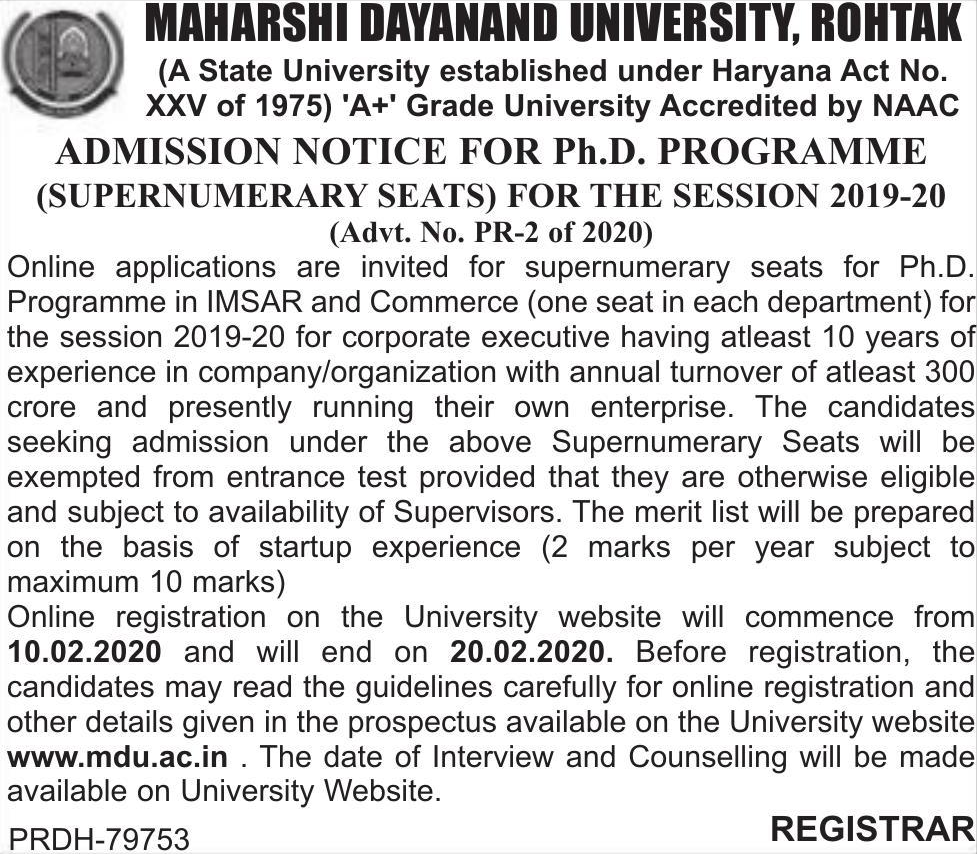 MAHARSHI DAYANAND UNIVERSITY, ROHTAK
(A State University established under Haryana Act No.
XXV of 1975) 'A+' Grade University Accredited by NAAC
ADMISSION NOTICE FOR Ph.D. PROGRAMME
(SUPERNUMERARY SEATS) FOR THE SESSION 2019-20
(Advt. No. PR-2 of 2020)
Online applications are invited for supernumerary seats for Ph.D.
Programme in IMSAR and Commerce (one seat in each department) for
the session 2019-20 for corporate executive having atleast 10 years of
experience in company/organization with annual turnover of atleast 300
crore and presently running their own enterprise. The candidates
seeking admission under the above Supernumerary Seats will be
exempted from entrance test provided that they are otherwise eligible
and subject to availability of Supervisors. The merit list will be prepared
on the basis of startup experience (2 marks per year subject to
maximum 10 marks)
Online registration on the University website will commence from
10.02.2020 and will end on 20.02.2020. Before registration, the
candidates may read the guidelines carefully for online registration and
other details given in the prospectus available on the University website
www.mdu.ac.in . The date of Interview and Counselling will be made
available on University Website.
PRDH-79753
REGISTRAR